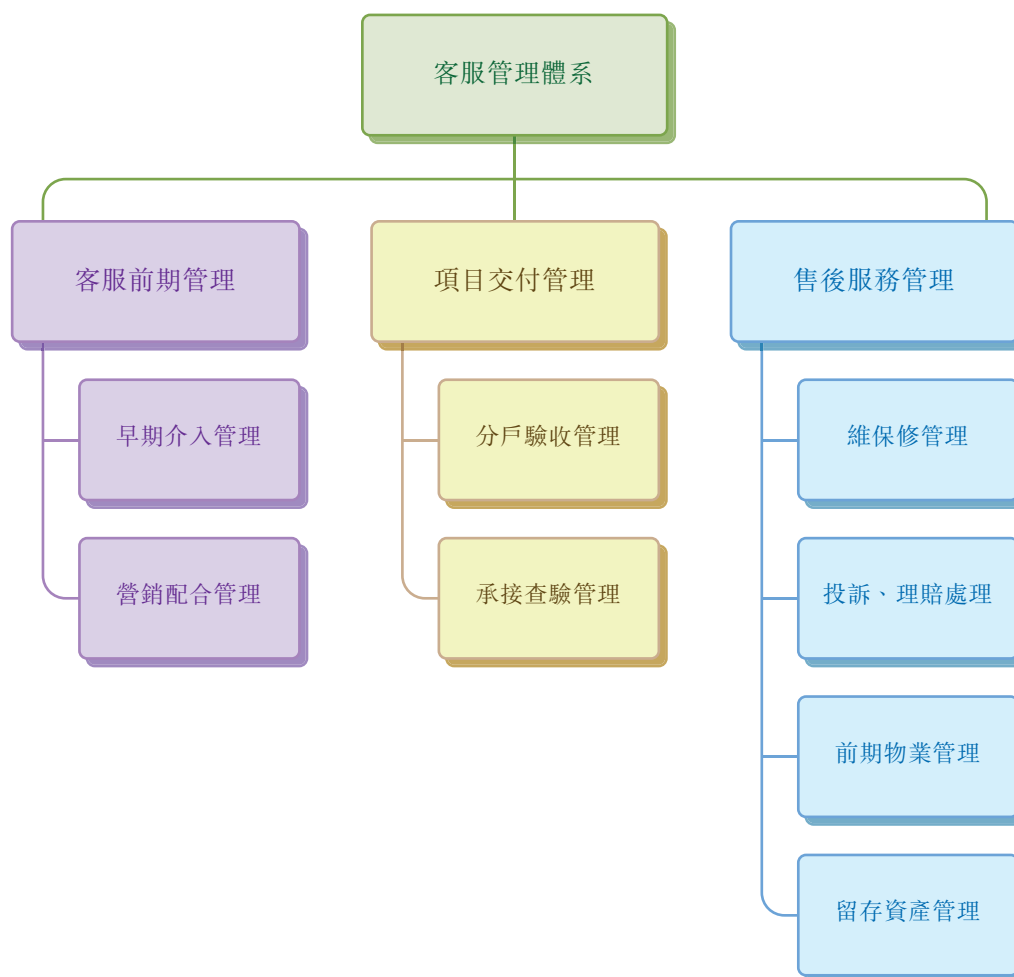 客服管理體系
客服前期管理
早期介入管理
營銷配合管理
項目交付管理
分戶驗收管理
承接查驗管理
售後服務管理
維保修管理
投訴、理賠處理
前期物業管理
留存資產管理